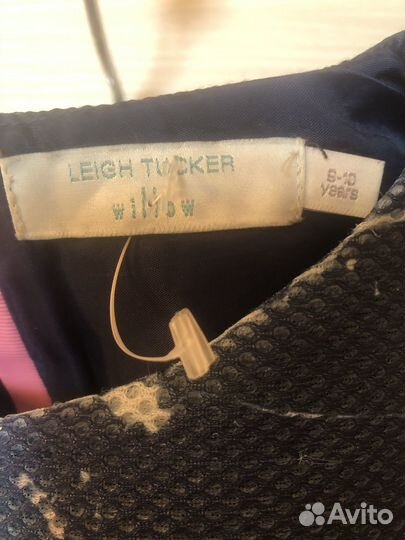 LEIGH TUCKER
willow
9-10
years
Avito